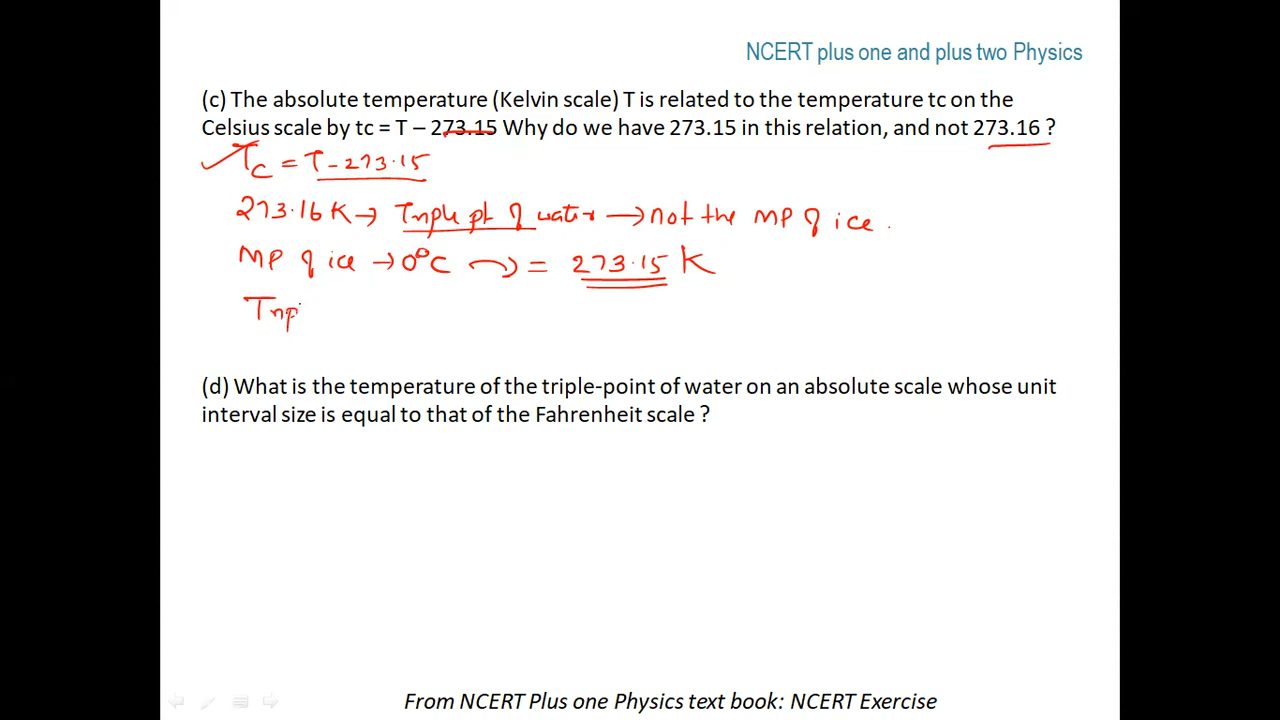 NCERT plus one and plus two Physics
(c) The absolute temperature (Kelvin scale) T is related to the temperature tc on the
Celsius scale by tc = T – 273.15 Why do we have 273.15 in this relation, and not 273.16 ?
Tc = T - 273.15
273.16 K → Triple pt of water → not the MP of ice.
MP of ice → 0°C → = 273.15 K
Trip
(d) What is the temperature of the triple-point of water on an absolute scale whose unit
interval size is equal to that of the Fahrenheit scale ?
From NCERT Plus one Physics text book: NCERT Exercise